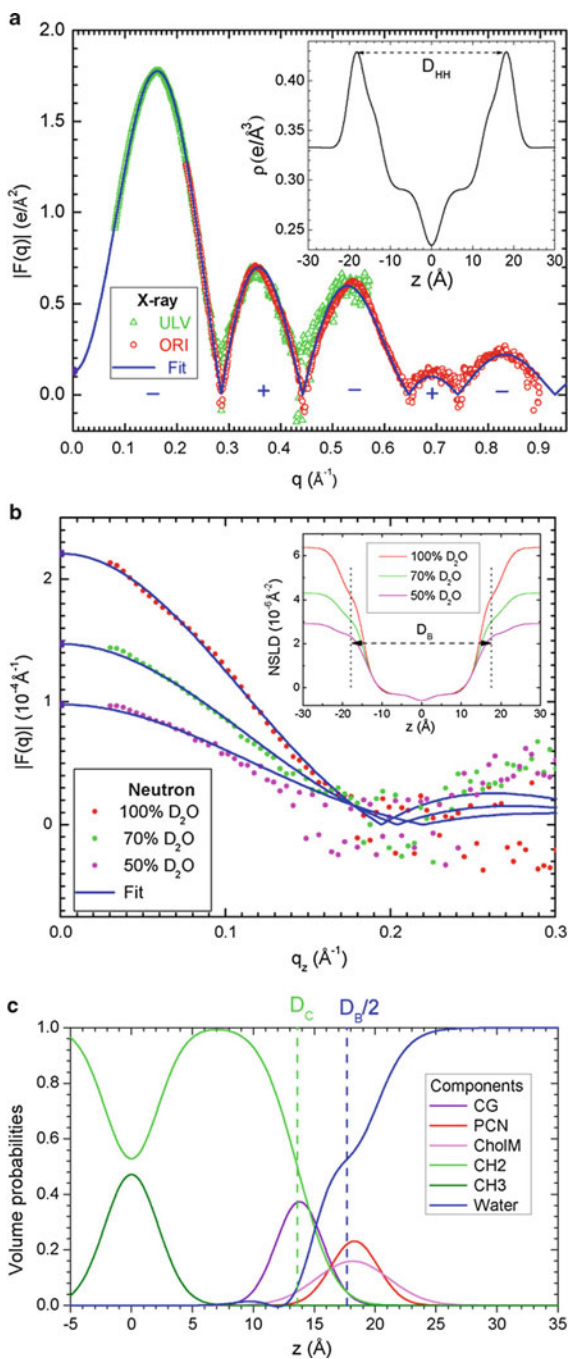 a
2.0
1.5
1.0
0.5
0.0
|F(q)| (e/Å²)
0.0 0.1 0.2 0.3 0.4 0.5 0.6 0.7 0.8 0.9
q (Å⁻¹)
X-ray
ULV
ORI
Fit
− + − + −
0.40
0.35
0.30
0.25
ρ (e/Å³)
D_HH
-30 -20 -10 0 10 20 30
z (Å)
b
2
1
0
|F(q)| (10⁻⁴Å⁻¹)
0.0 0.1 0.2 0.3
q_z (Å⁻¹)
Neutron
100% D₂O
70% D₂O
50% D₂O
Fit
6
4
2
0
NSLD (10⁻⁶Å⁻²)
100% D₂O
70% D₂O
50% D₂O
D_B
-30 -20 -10 0 10 20 30
z (Å)
c
D_C D_B/2
1.0
0.8
0.6
0.4
0.2
0.0
Volume probabilities
Components
CG
PCN
CholM
CH2
CH3
Water
-5 0 5 10 15 20 25 30 35
z (Å)